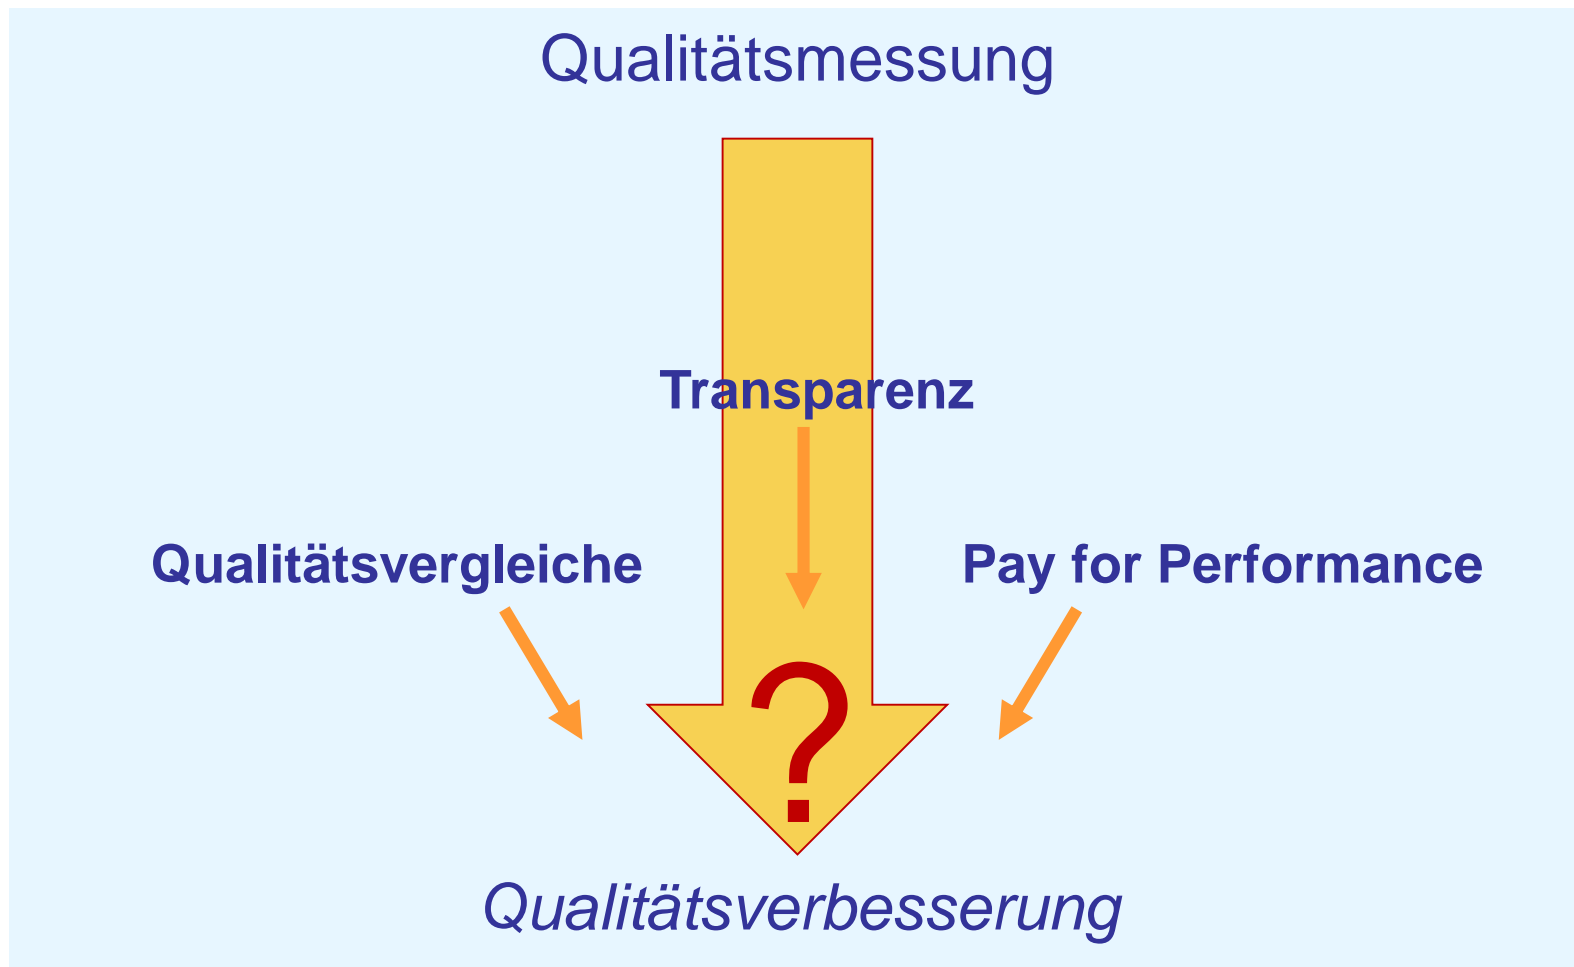 Qualitätsmessung
Transparenz
Qualitätsvergleiche
Pay for Performance
?
Qualitätsverbesserung